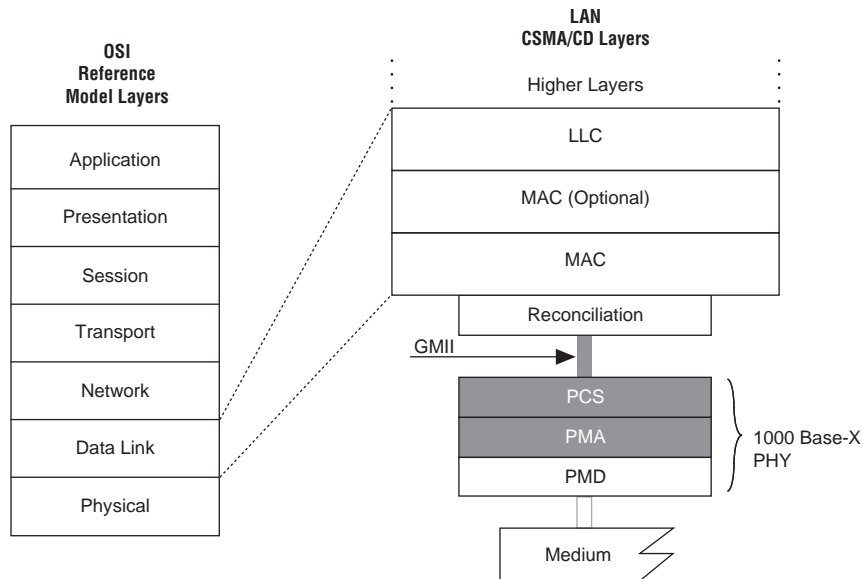 OSI
Reference
Model Layers
Application
Presentation
Session
Transport
Network
Data Link
Physical
LAN
CSMA/CD Layers
Higher Layers
LLC
MAC (Optional)
MAC
Reconciliation
GMII
PCS
PMA
PMD
1000 Base-X
PHY
Medium